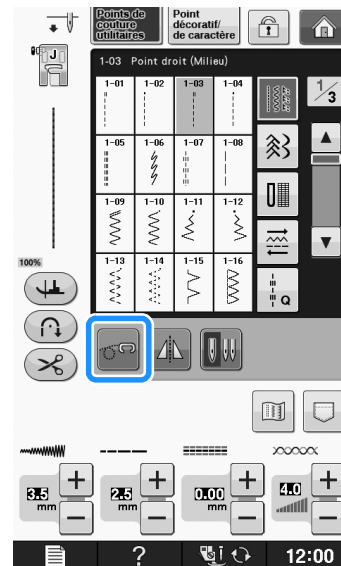 Points de couture utilitaires
Point décoratif/ de caractère
J
1-03 Point droit (Milieu)
1-01 1-02 1-03 1-04
1/3
1-05 1-06 1-07 1-08
1-09 1-10 1-11 1-12
1-13 1-14 1-15 1-16
Q
100%
3.5 mm
2.5 mm
0.00 mm
4.0
?
12:00